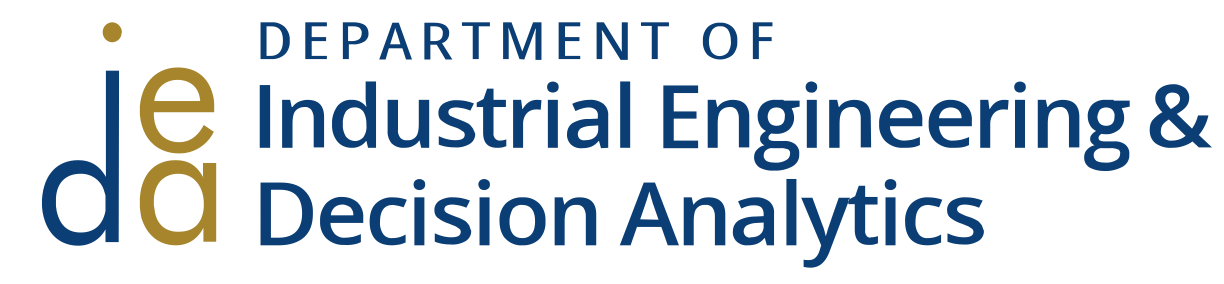 ie
da
DEPARTMENT OF
Industrial Engineering &
Decision Analytics